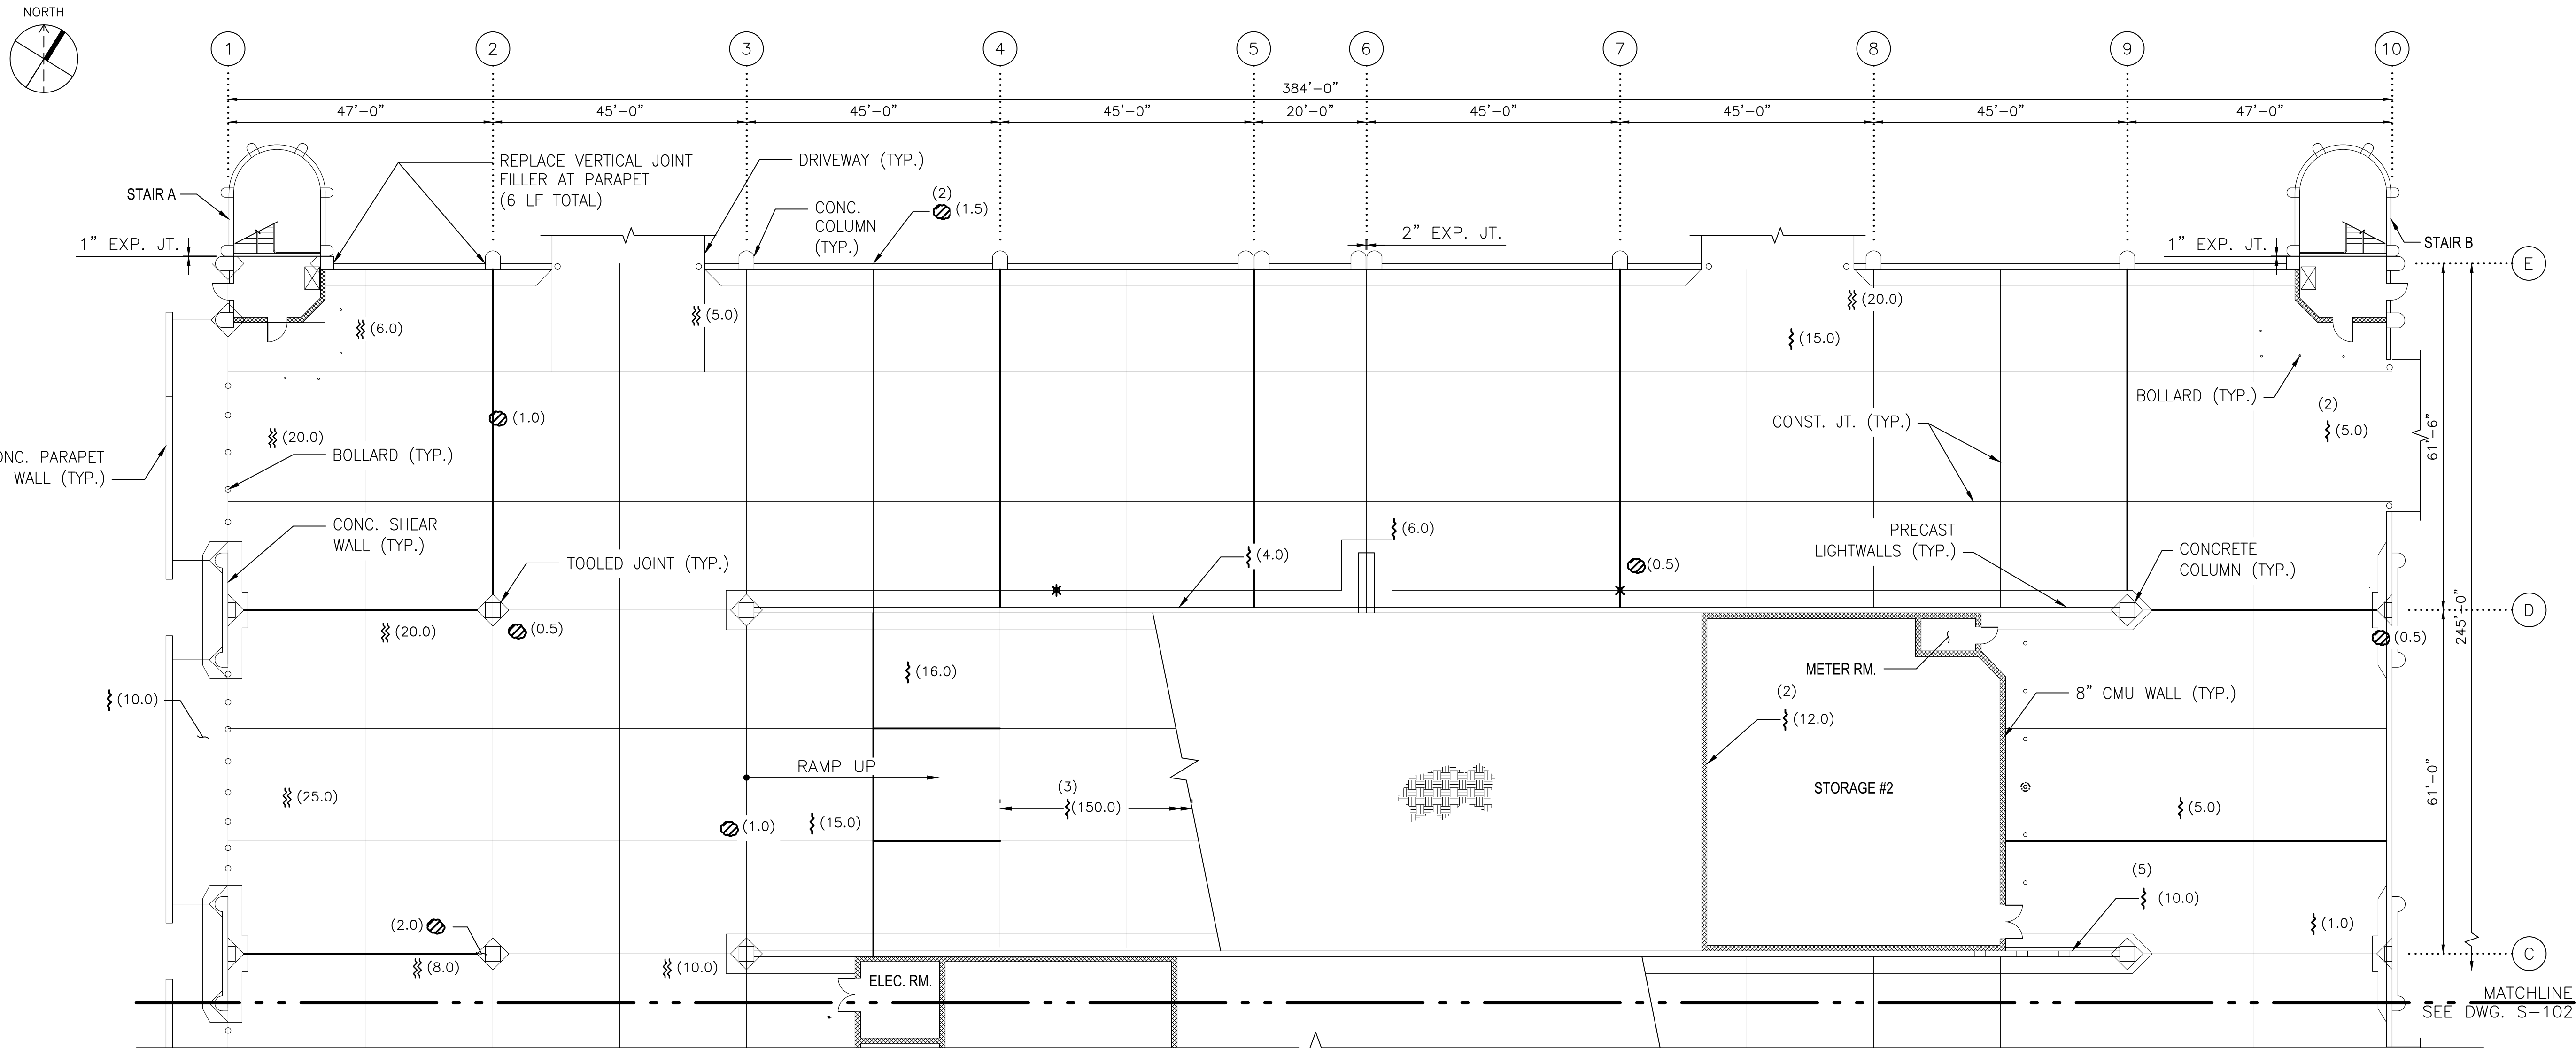 NORTH
1 2 3 4 5 6 7 8 9 10
384'-0"
47'-0" 45'-0" 45'-0" 45'-0" 20'-0" 45'-0" 45'-0" 45'-0" 47'-0"
REPLACE VERTICAL JOINT
FILLER AT PARAPET
(6 LF TOTAL)
DRIVEWAY (TYP.)
STAIR A
(2)
(1.5)
CONC.
COLUMN
(TYP.)
1" EXP. JT.
2" EXP. JT.
1" EXP. JT.
STAIR B
E
(6.0)
(5.0)
(20.0)
(15.0)
BOLLARD (TYP.)
(2)
(5.0)
(1.0)
CONST. JT. (TYP.)
61'-6"
(20.0)
BOLLARD (TYP.)
ONC. PARAPET
WALL (TYP.)
CONC. SHEAR
WALL (TYP.)
TOOLED JOINT (TYP.)
(4.0)
(6.0)
(0.5)
PRECAST
LIGHTWALLS (TYP.)
CONCRETE
COLUMN (TYP.)
D
245'-0"
(20.0)
(0.5)
(0.5)
(16.0)
METER RM.
(2)
(12.0)
8" CMU WALL (TYP.)
(10.0)
RAMP UP
(3)
(150.0)
STORAGE #2
61'-0"
(25.0)
(1.0)
(15.0)
(5.0)
(5)
(10.0)
(2.0)
(1.0)
C
(8.0)
(10.0)
ELEC. RM.
MATCHLINE
SEE DWG. S-102